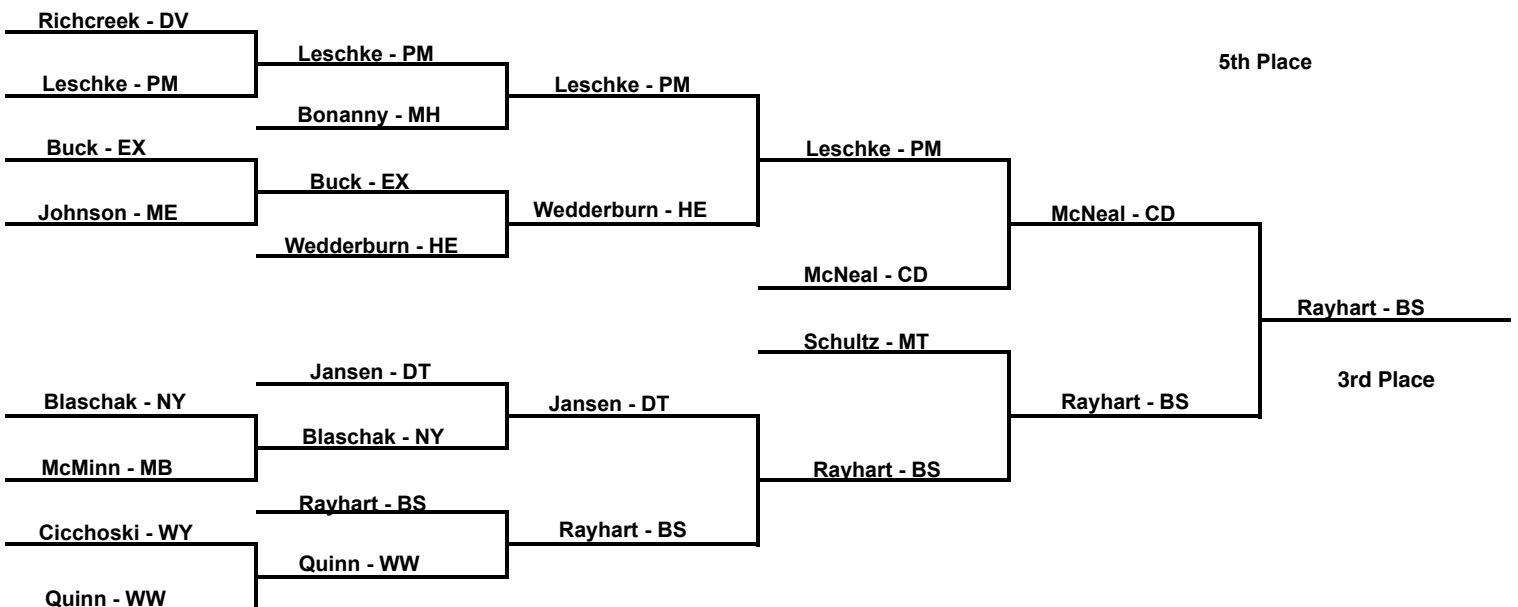 Richcreek - DV
Leschke - PM
5th Place
Leschke - PM
Leschke - PM
Bonanny - MH
Buck - EX
Leschke - PM
Buck - EX
Johnson - ME
Wedderburn - HE
McNeal - CD
Wedderburn - HE
McNeal - CD
Rayhart - BS
Schultz - MT
Jansen - DT
3rd Place
Blaschak - NY
Jansen - DT
Rayhart - BS
Blaschak - NY
McMinn - MB
Rayhart - BS
Rayhart - BS
Cicchoski - WY
Rayhart - BS
Quinn - WW
Quinn - WW